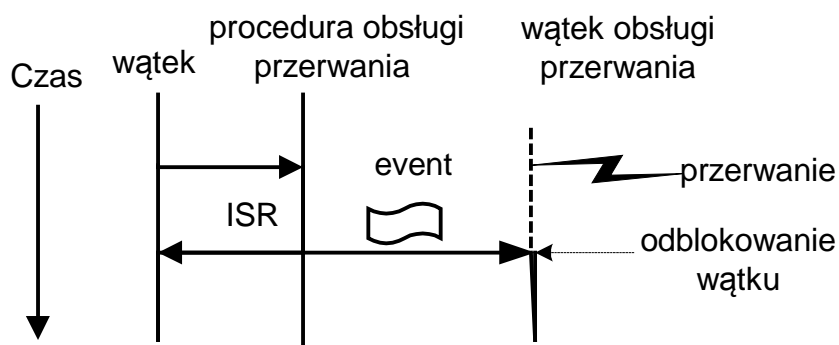 Czas
wątek
procedura obsługi
przerwania
wątek obsługi
przerwania
event
przerwanie
ISR
odblokowanie
wątku